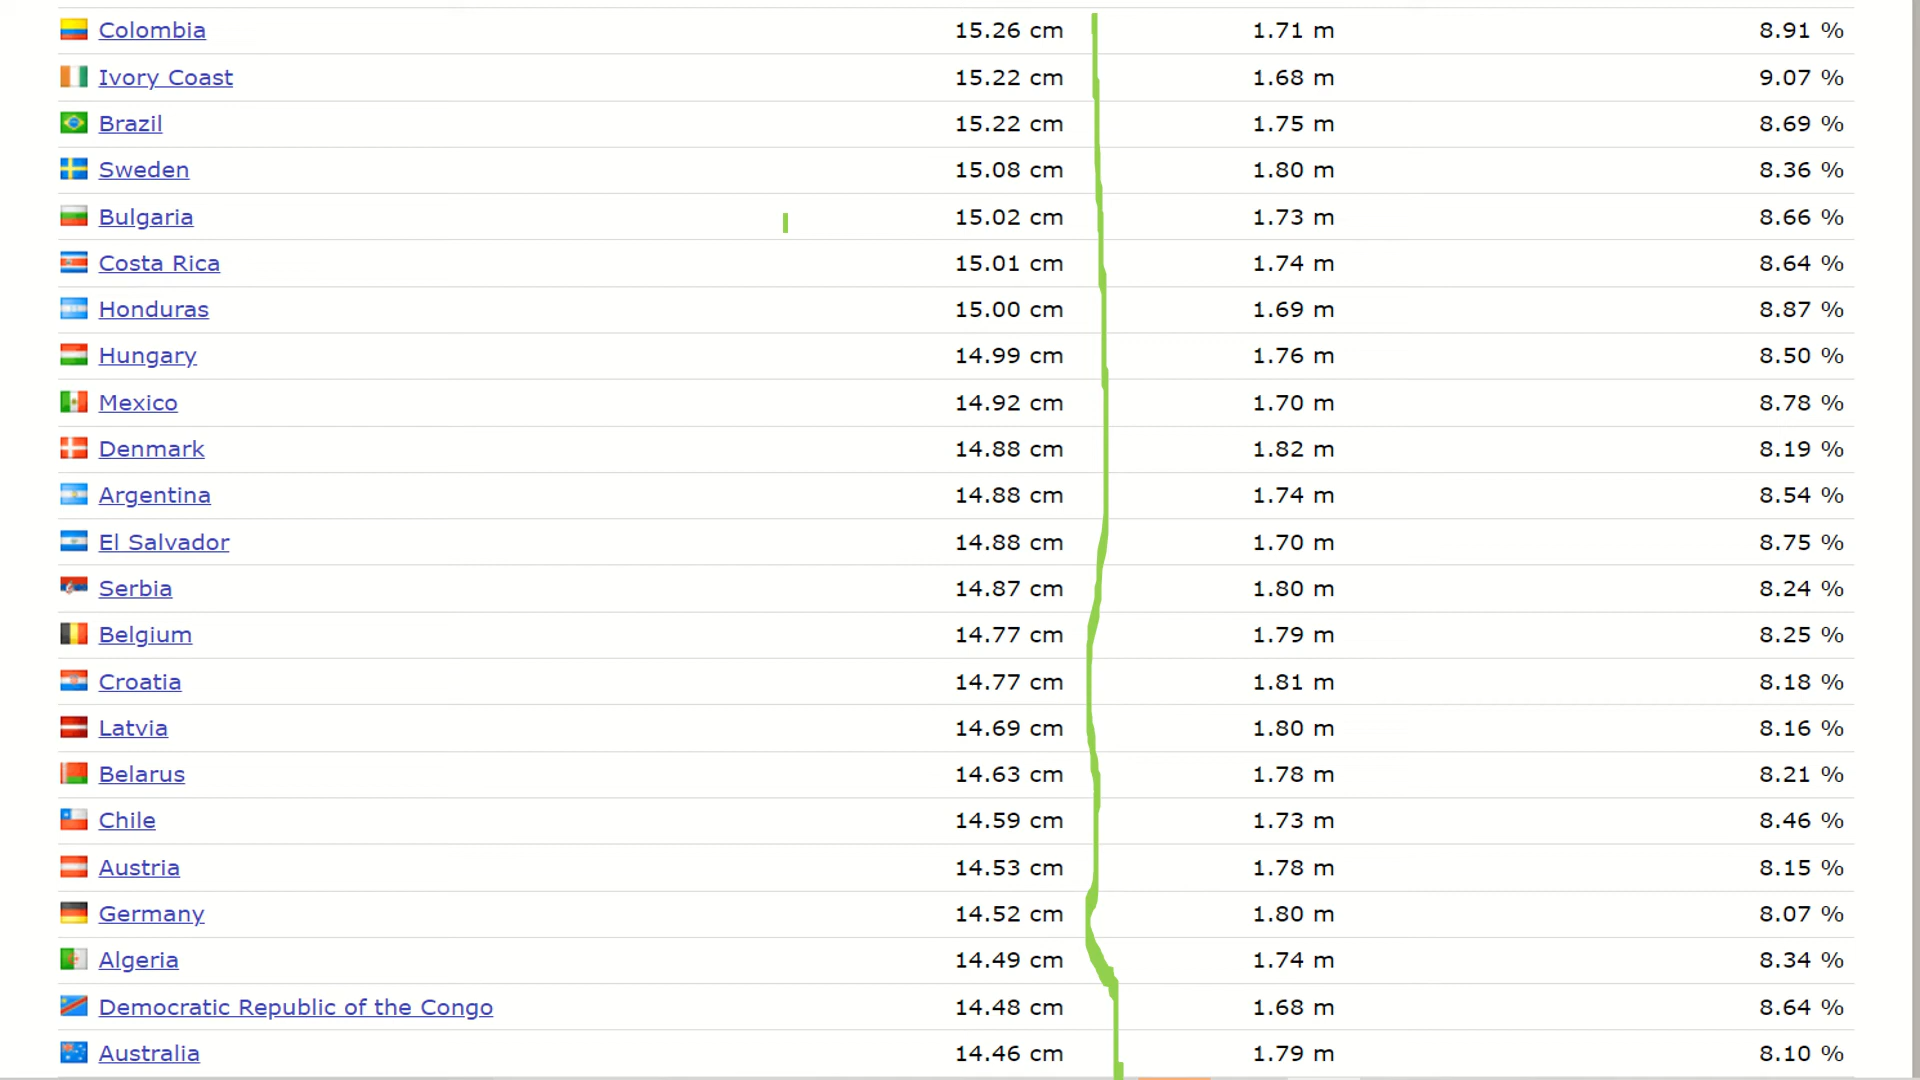 Colombia 15.26 cm 1.71 m 8.91 %
Ivory Coast 15.22 cm 1.68 m 9.07 %
Brazil 15.22 cm 1.75 m 8.69 %
Sweden 15.08 cm 1.80 m 8.36 %
Bulgaria 15.02 cm 1.73 m 8.66 %
Costa Rica 15.01 cm 1.74 m 8.64 %
Honduras 15.00 cm 1.69 m 8.87 %
Hungary 14.99 cm 1.76 m 8.50 %
Mexico 14.92 cm 1.70 m 8.78 %
Denmark 14.88 cm 1.82 m 8.19 %
Argentina 14.88 cm 1.74 m 8.54 %
El Salvador 14.88 cm 1.70 m 8.75 %
Serbia 14.87 cm 1.80 m 8.24 %
Belgium 14.77 cm 1.79 m 8.25 %
Croatia 14.77 cm 1.81 m 8.18 %
Latvia 14.69 cm 1.80 m 8.16 %
Belarus 14.63 cm 1.78 m 8.21 %
Chile 14.59 cm 1.73 m 8.46 %
Austria 14.53 cm 1.78 m 8.15 %
Germany 14.52 cm 1.80 m 8.07 %
Algeria 14.49 cm 1.74 m 8.34 %
Democratic Republic of the Congo 14.48 cm 1.68 m 8.64 %
Australia 14.46 cm 1.79 m 8.10 %